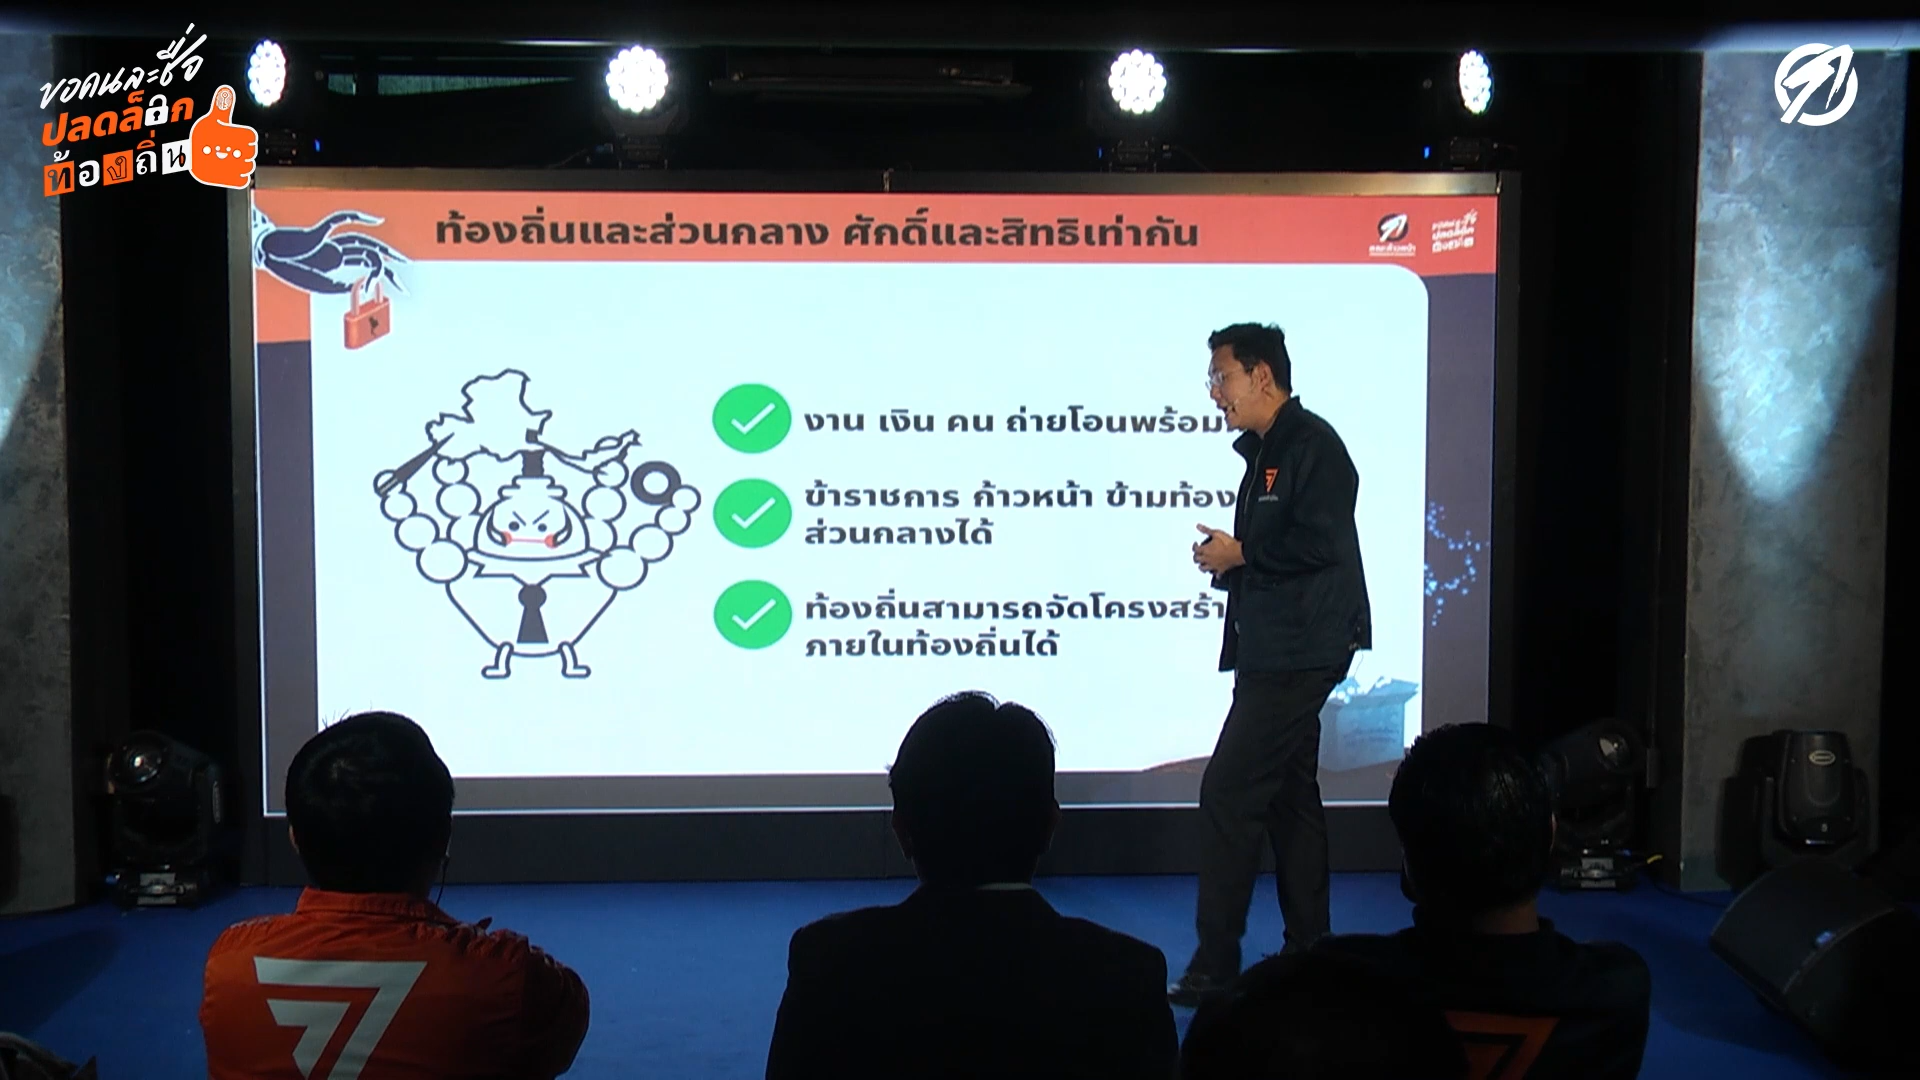 ขอคนละชื่อ
ปลดล็อก
ท้องถิ่น
ท้องถิ่นและส่วนกลาง ศักดิ์และสิทธิเท่ากัน
งาน เงิน คน ถ่ายโอนพร้อม
ข้าราชการ ก้าวหน้า ข้ามท้อง
ส่วนกลางได้
ท้องถิ่นสามารถจัดโครงสร้า
ภายในท้องถิ่นได้